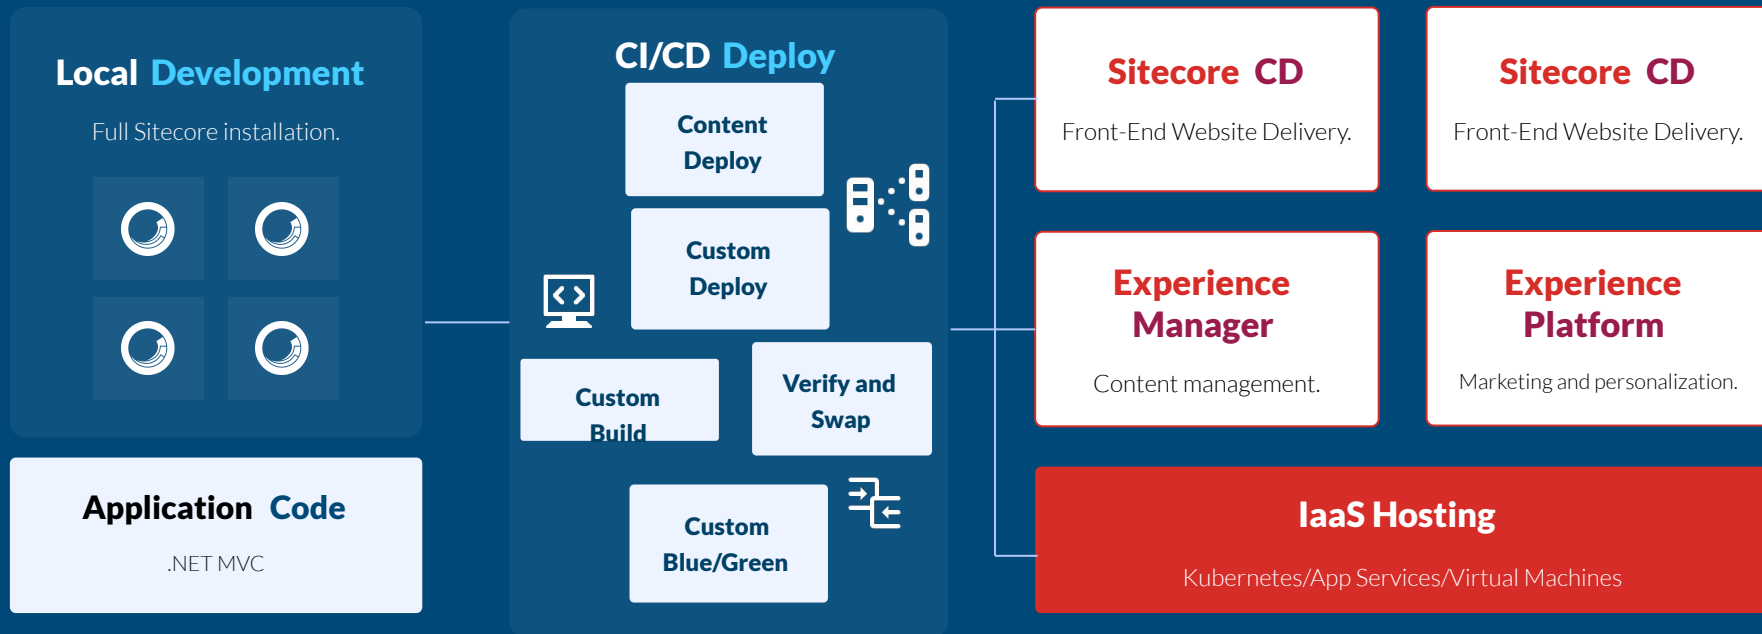 Local Development
Full Sitecore installation.
Application Code
.NET MVC
CI/CD Deploy
Content
Deploy
Custom
Deploy
Custom
Build
Verify and
Swap
Custom
Blue/Green
Sitecore CD
Front-End Website Delivery.
Sitecore CD
Front-End Website Delivery.
Experience
Manager
Content management.
Experience
Platform
Marketing and personalization.
IaaS Hosting
Kubernetes/App Services/Virtual Machines